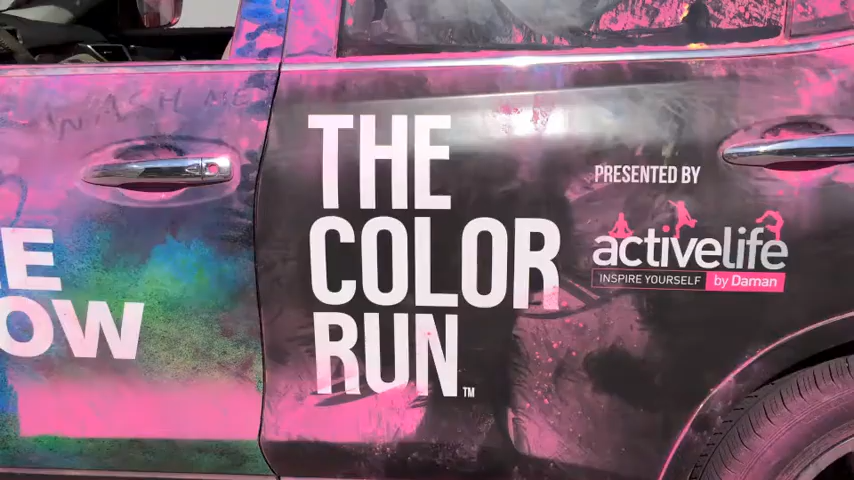 WASH ME
E
OW
THE
COLOR
RUN
TM
PRESENTED BY
activelife
INSPIRE YOURSELF by Daman